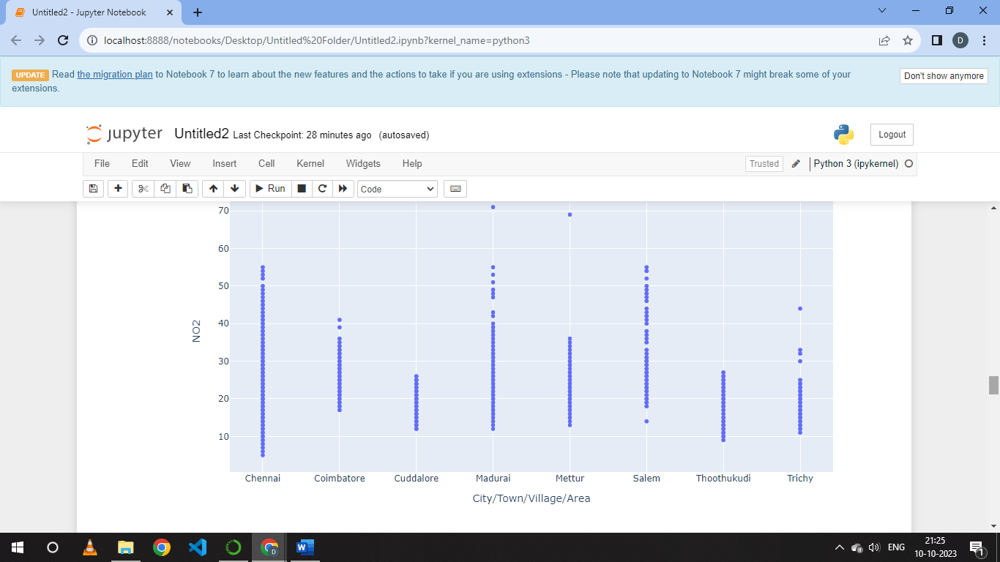 Untitled2 - Jupyter Notebook
localhost:8888/notebooks/Desktop/Untitled%20Folder/Untitled2.ipynb?kernel_name=python3
D
UPDATE Read the migration plan to Notebook 7 to learn about the new features and the actions to take if you are using extensions - Please note that updating to Notebook 7 might break some of your
extensions.
Don't show anymore
jupyter Untitled2 Last Checkpoint: 28 minutes ago (autosaved)
Logout
File Edit View Insert Cell Kernel Widgets Help
Trusted Python 3 (ipykernel)
Run Code
70
60
50
40
30
20
10
NO2
Chennai Coimbatore Cuddalore Madurai Mettur Salem Thoothukudi Trichy
City/Town/Village/Area
D
W
ENG
21:25
10-10-2023
1